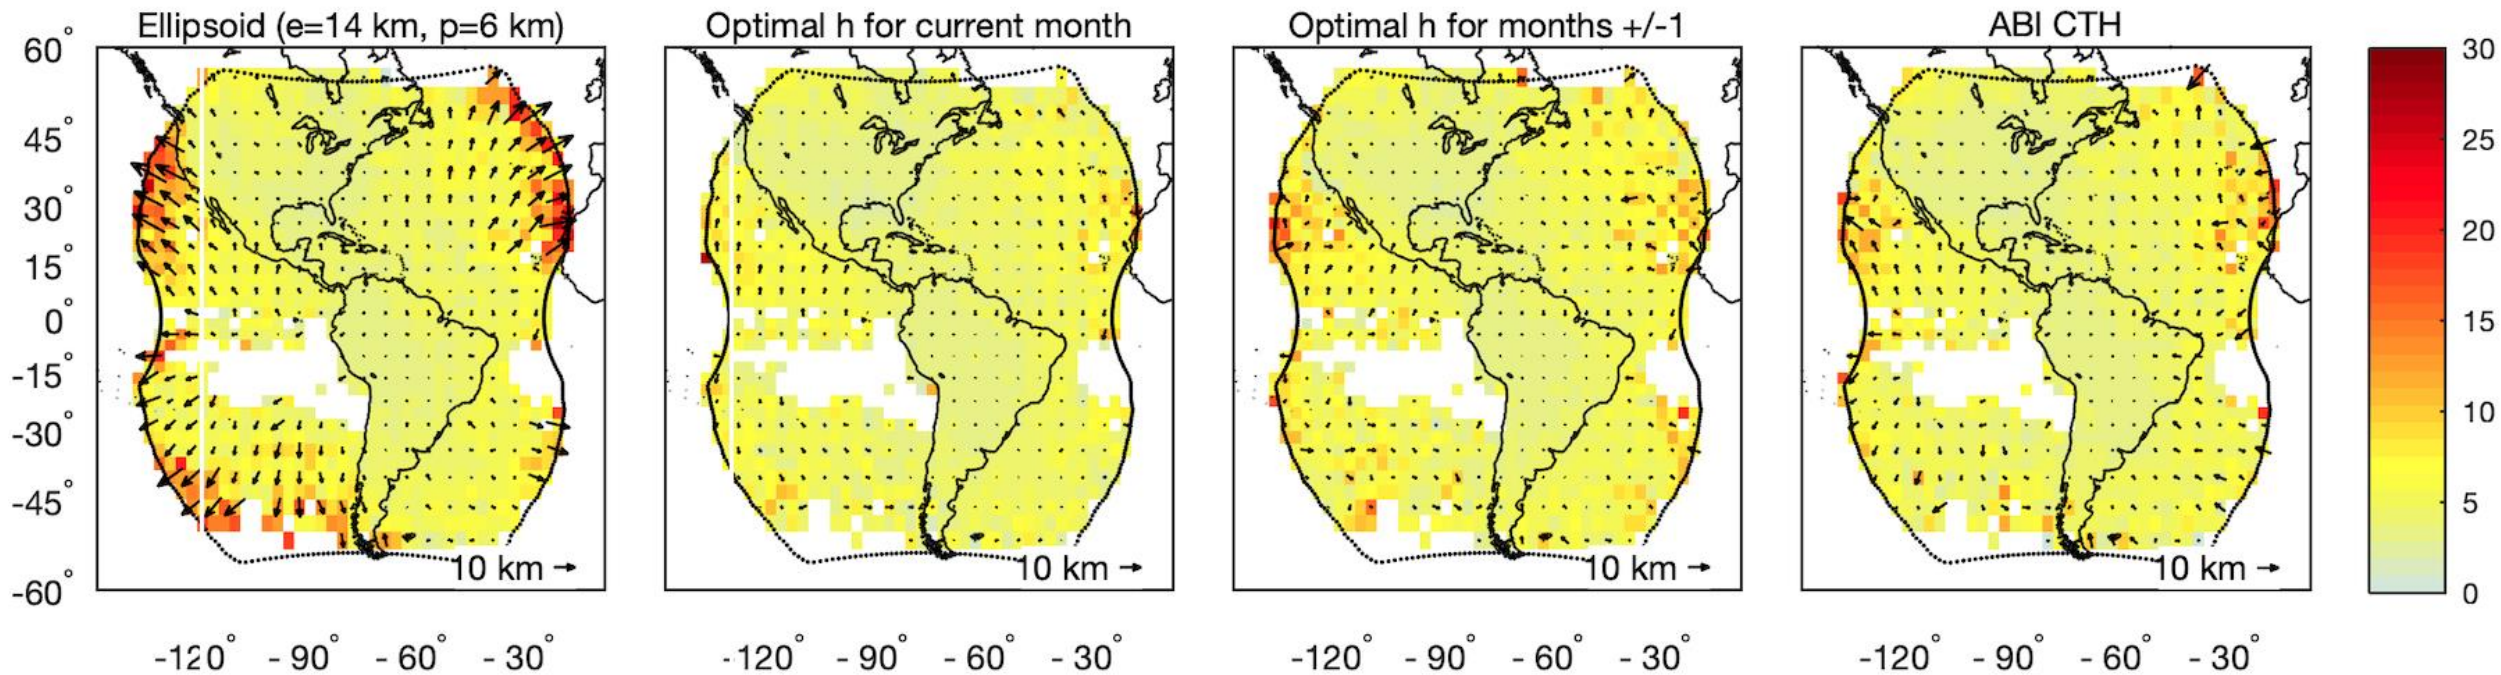 Ellipsoid (e=14 km, p=6 km)
Optimal h for current month
Optimal h for months +/-1
ABI CTH
60°
45°
30°
15°
0°
-15°
-30°
-45°
-60°
10 km
10 km
10 km
10 km
-120° -90° -60° -30°
-120° -90° -60° -30°
-120° -90° -60° -30°
-120° -90° -60° -30°
30
25
20
15
10
5
0